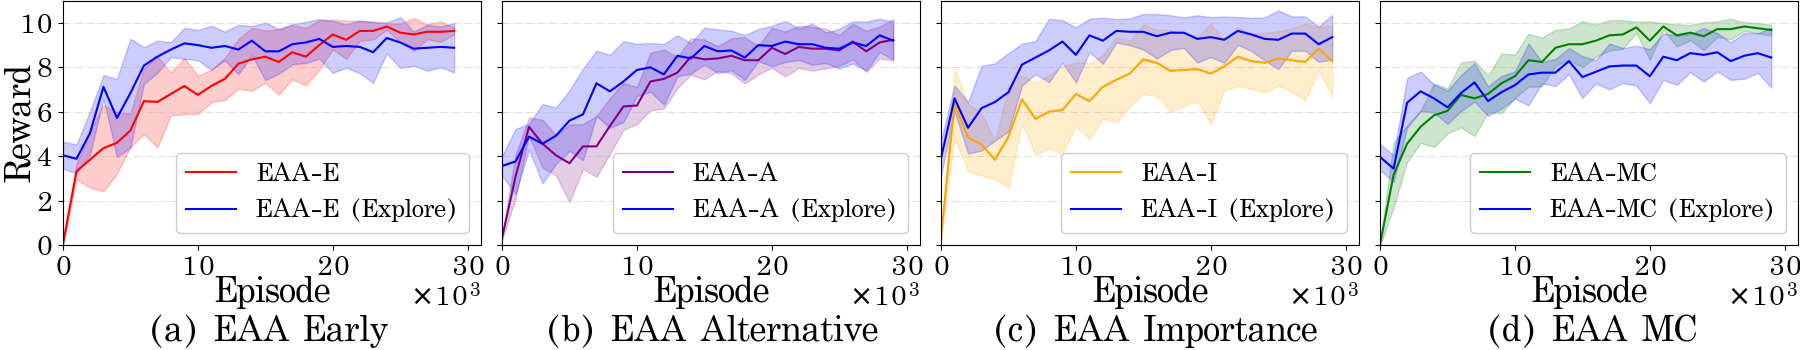 Reward
10
8
6
4
2
0
EAA-E
EAA-E (Explore)
0 10 20 30
Episode
×10³
(a) EAA Early
EAA-A
EAA-A (Explore)
0 10 20 30
Episode
×10³
(b) EAA Alternative
EAA-I
EAA-I (Explore)
0 10 20 30
Episode
×10³
(c) EAA Importance
EAA-MC
EAA-MC (Explore)
0 10 20 30
Episode
×10³
(d) EAA MC